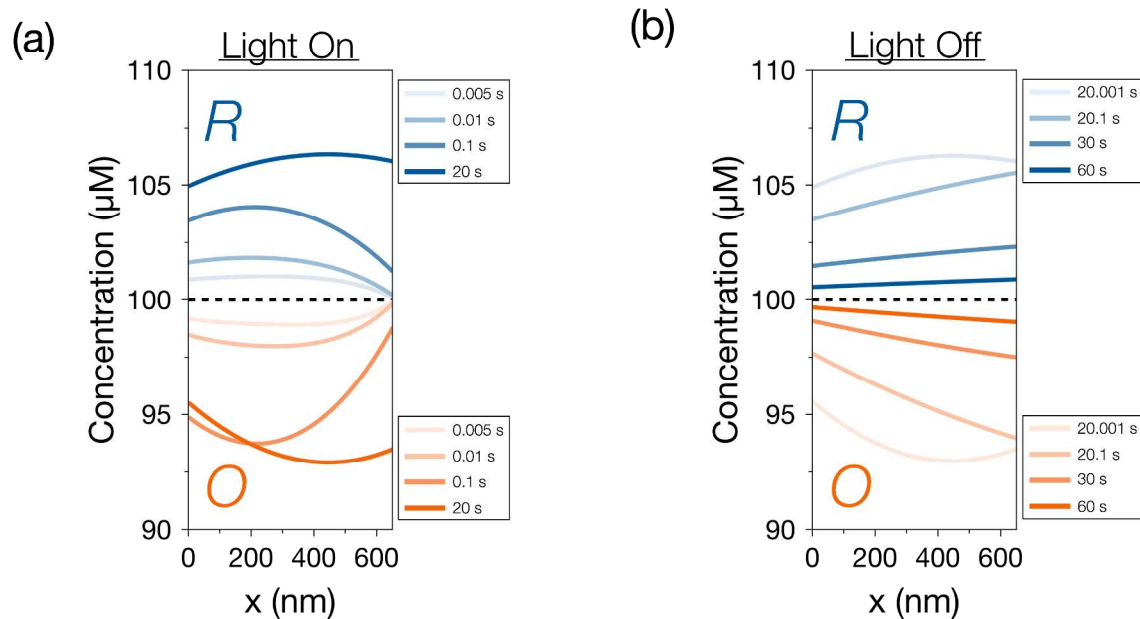 (a)
Light On
110
105
100
95
90
Concentration (µM)
R
O
0.005 s
0.01 s
0.1 s
20 s
0.005 s
0.01 s
0.1 s
20 s
0 200 400 600
x (nm)
(b)
Light Off
110
105
100
95
90
Concentration (µM)
R
O
20.001 s
20.1 s
30 s
60 s
20.001 s
20.1 s
30 s
60 s
0 200 400 600
x (nm)